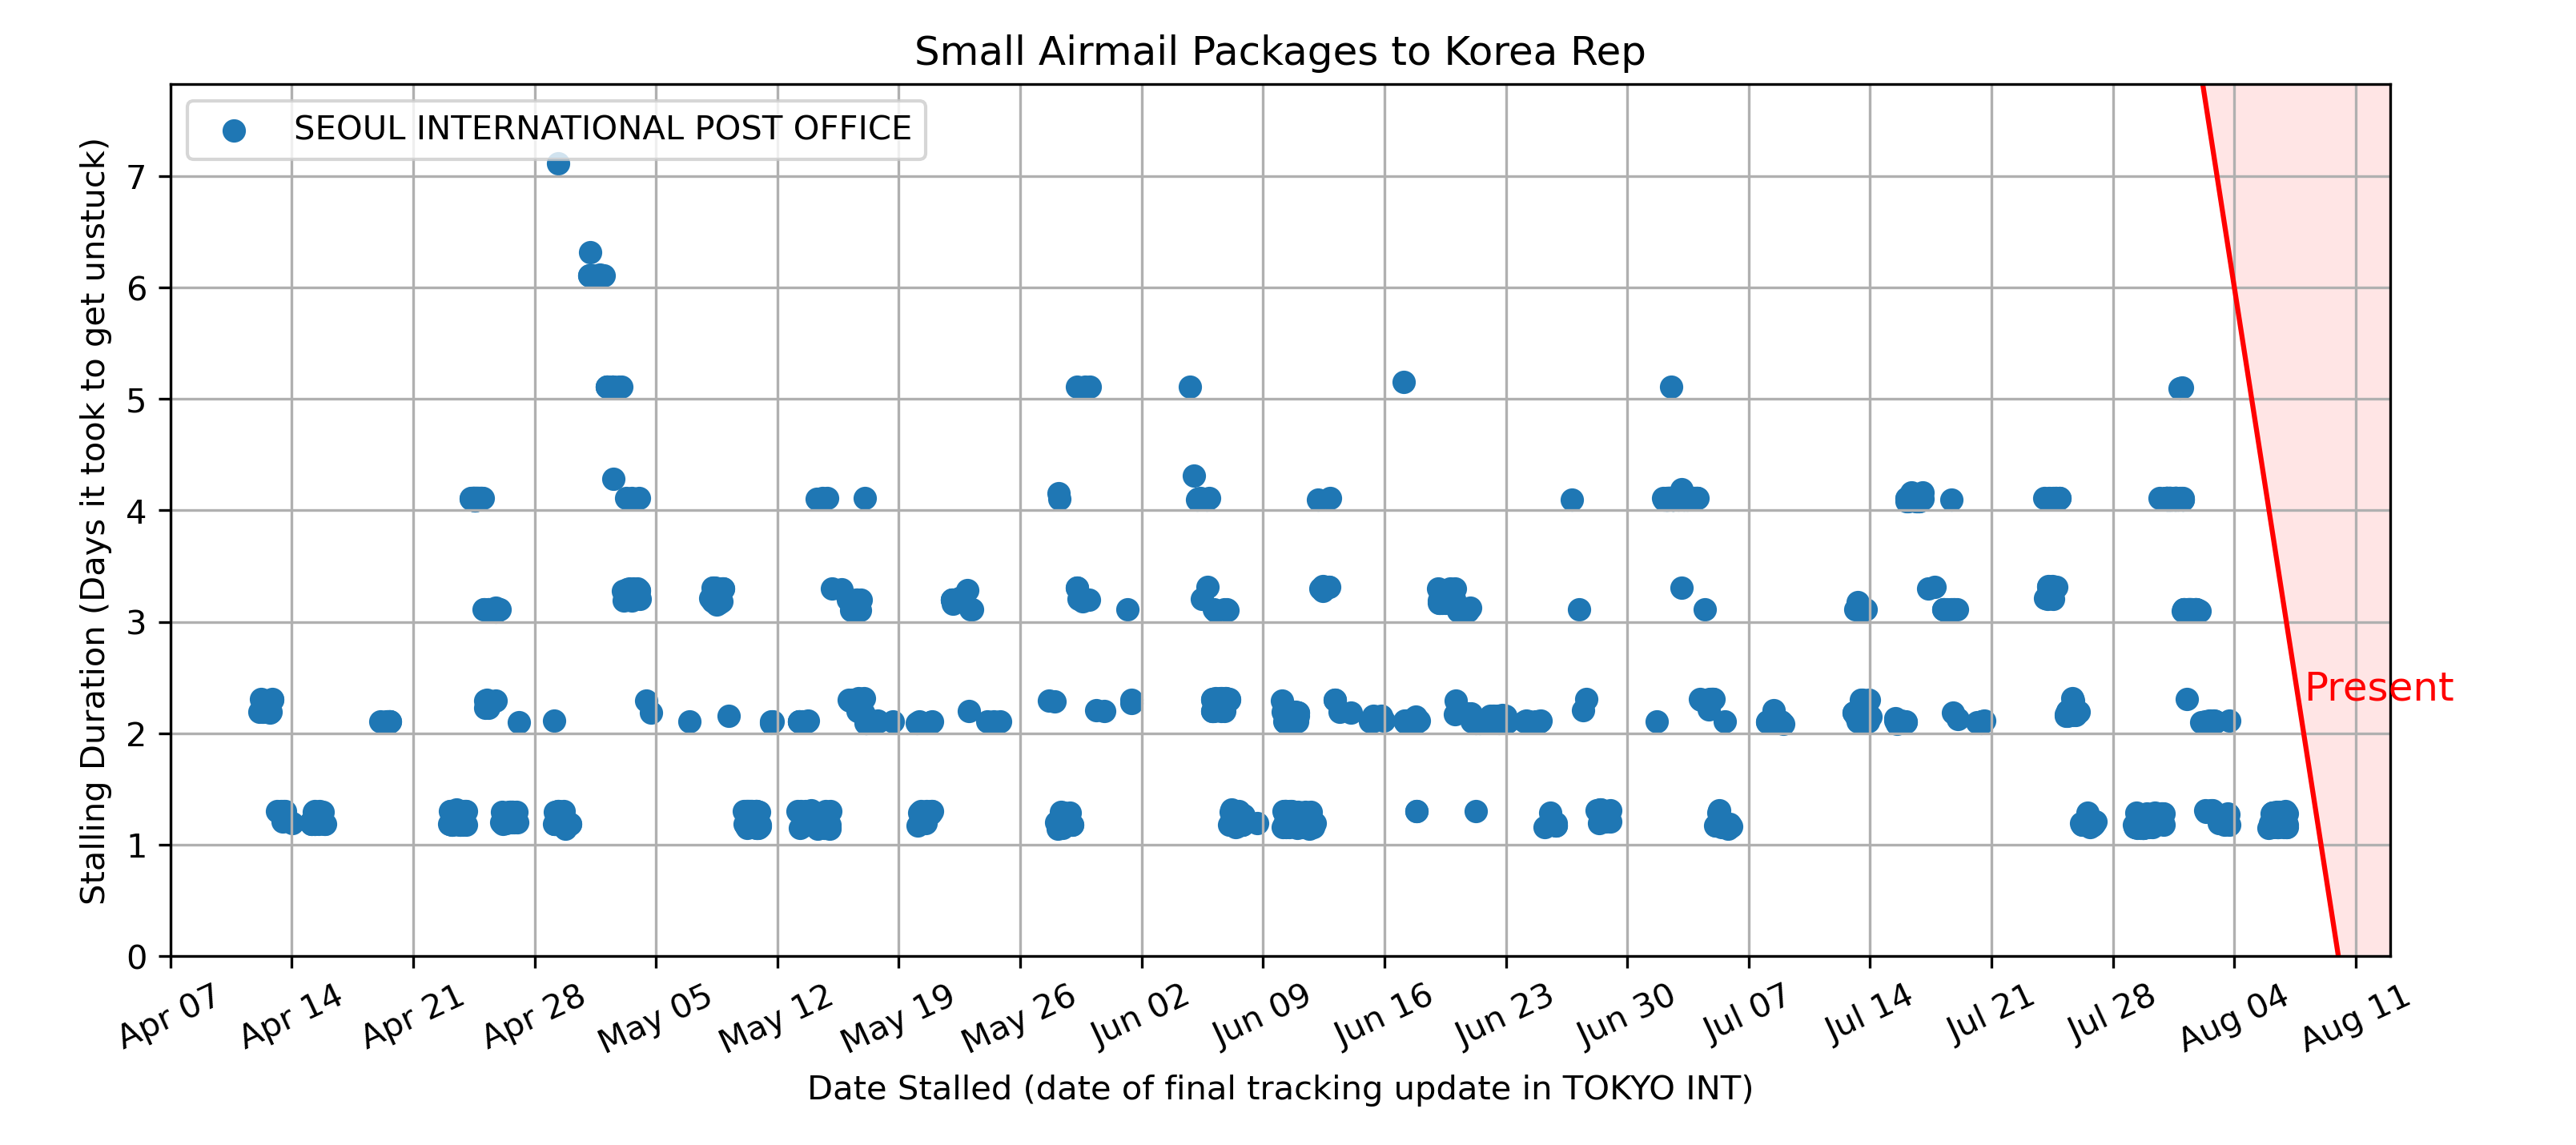 Small Airmail Packages to Korea Rep
SEOUL INTERNATIONAL POST OFFICE
Stalling Duration (Days it took to get unstuck)
7
6
5
4
3
2
1
0
Present
Apr 07
Apr 14
Apr 21
Apr 28
May 05
May 12
May 19
May 26
Jun 02
Jun 09
Jun 16
Jun 23
Jun 30
Jul 07
Jul 14
Jul 21
Jul 28
Aug 04
Aug 11
Date Stalled (date of final tracking update in TOKYO INT)